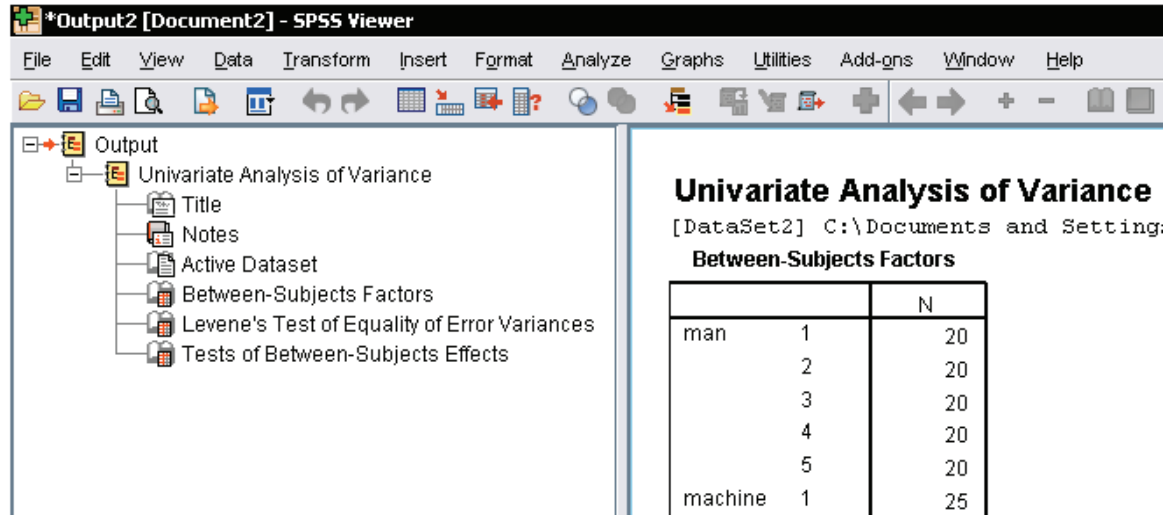 *Output2 [Document2] - SPSS Viewer
File Edit View Data Transform Insert Format Analyze Graphs Utilities Add-ons Window Help
Output
Univariate Analysis of Variance
Title
Notes
Active Dataset
Between-Subjects Factors
Levene's Test of Equality of Error Variances
Tests of Between-Subjects Effects
Univariate Analysis of Variance
[DataSet2] C:\Documents and Setting
Between-Subjects Factors
N
man 1 20
2 20
3 20
4 20
5 20
machine 1 25